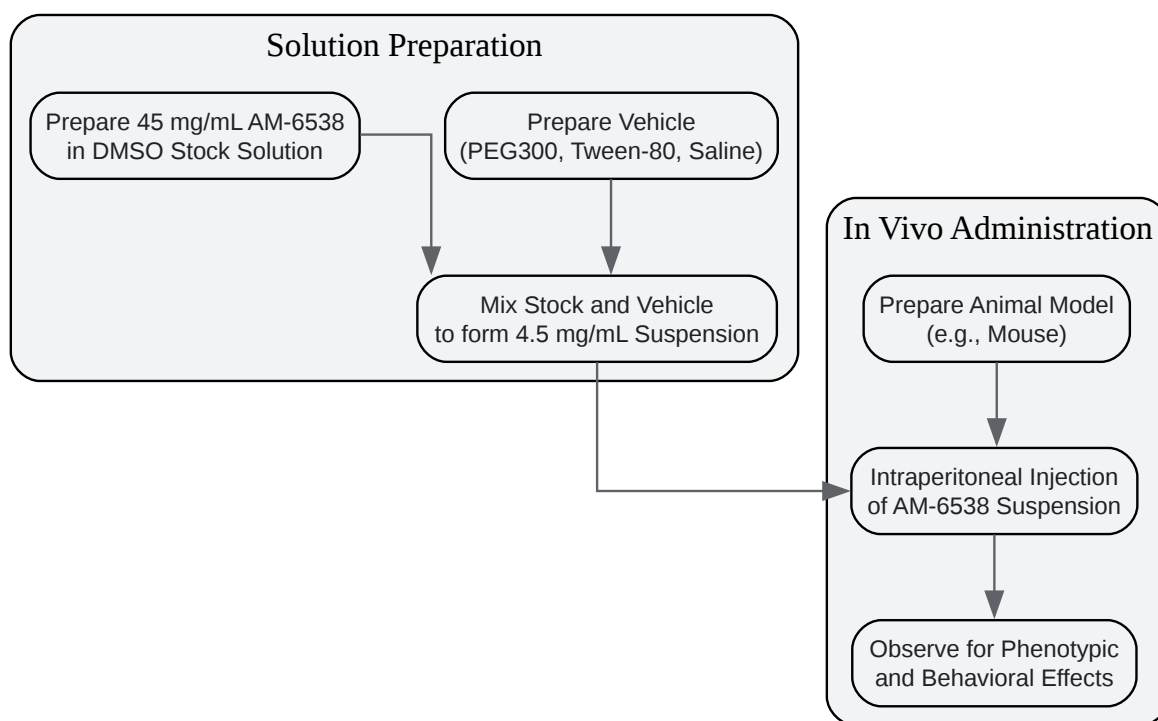 Solution Preparation
Prepare 45 mg/mL AM-6538
in DMSO Stock Solution
Prepare Vehicle
(PEG300, Tween-80, Saline)
Mix Stock and Vehicle
to form 4.5 mg/mL Suspension
In Vivo Administration
Prepare Animal Model
(e.g., Mouse)
Intraperitoneal Injection
of AM-6538 Suspension
Observe for Phenotypic
and Behavioral Effects